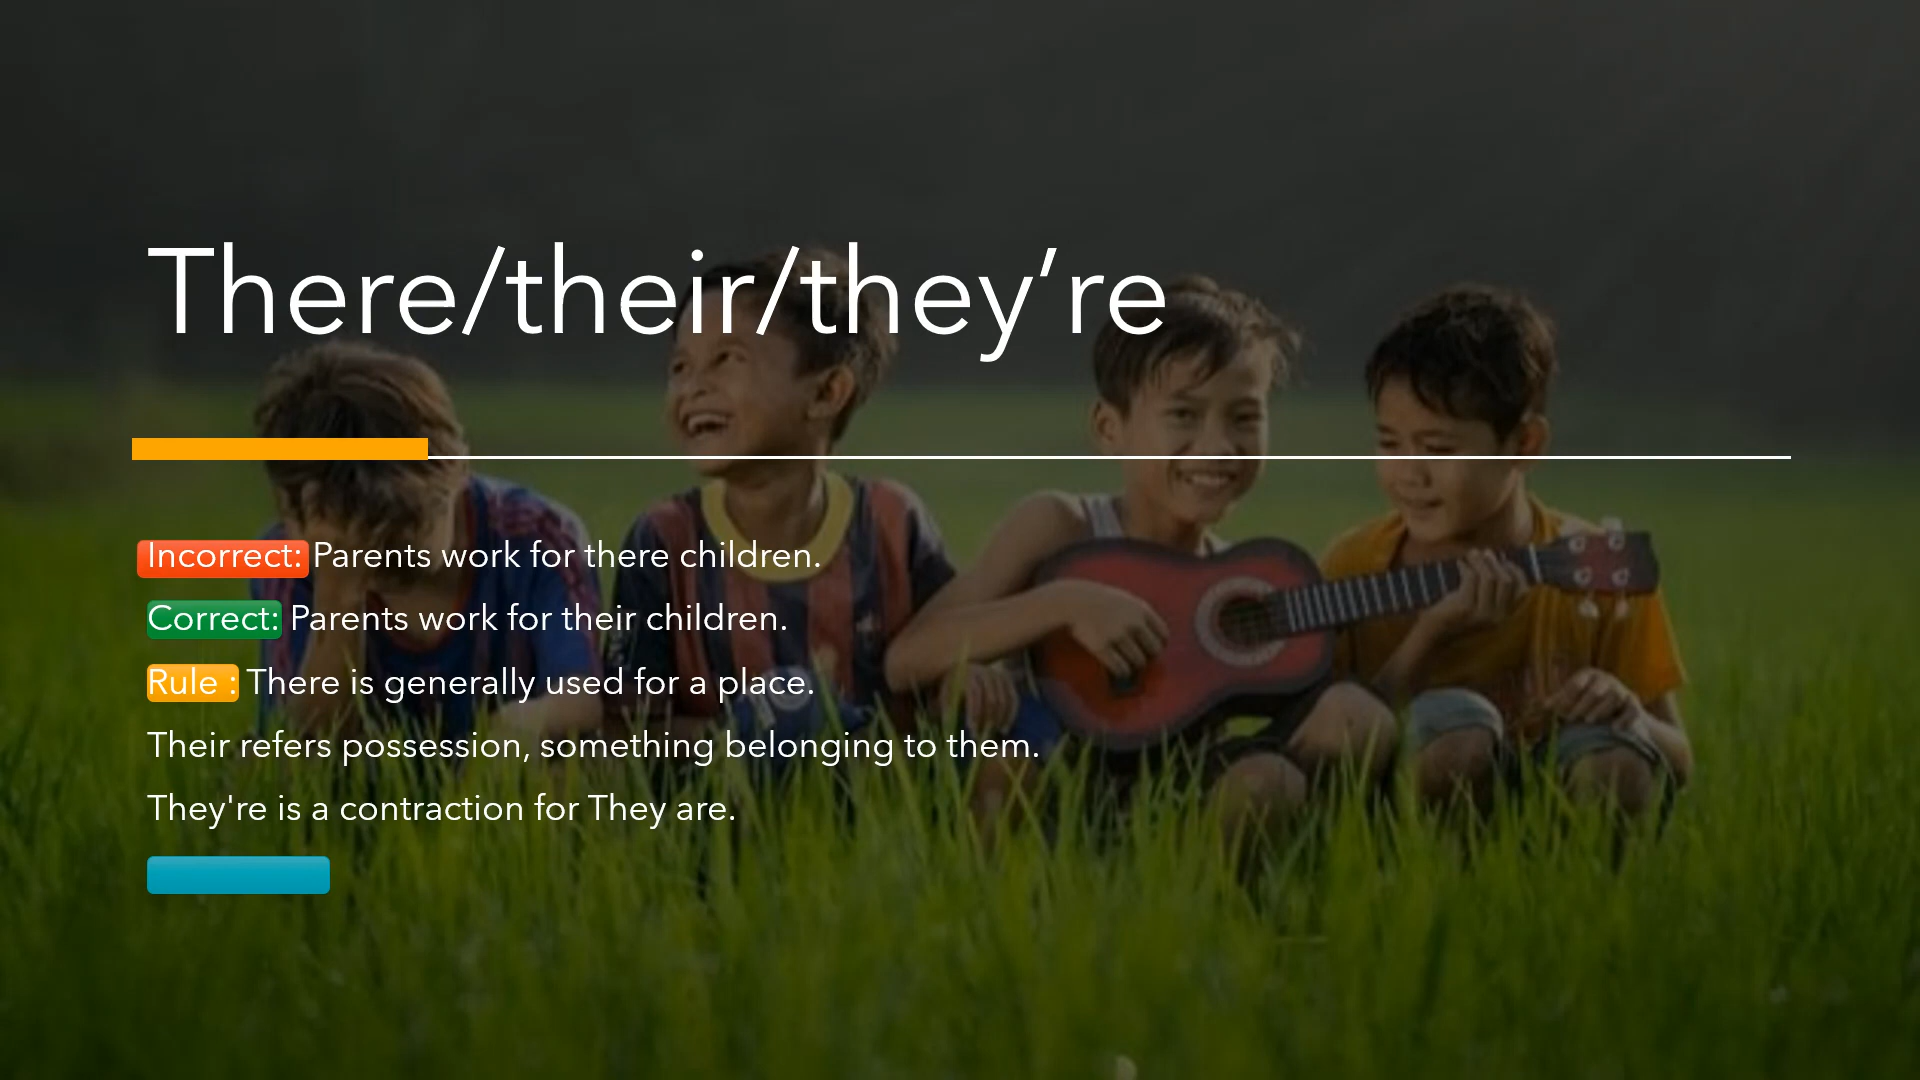 There/their/they’re
Incorrect: Parents work for there children.
Correct: Parents work for their children.
Rule : There is generally used for a place.
Their refers possession, something belonging to them.
They're is a contraction for They are.